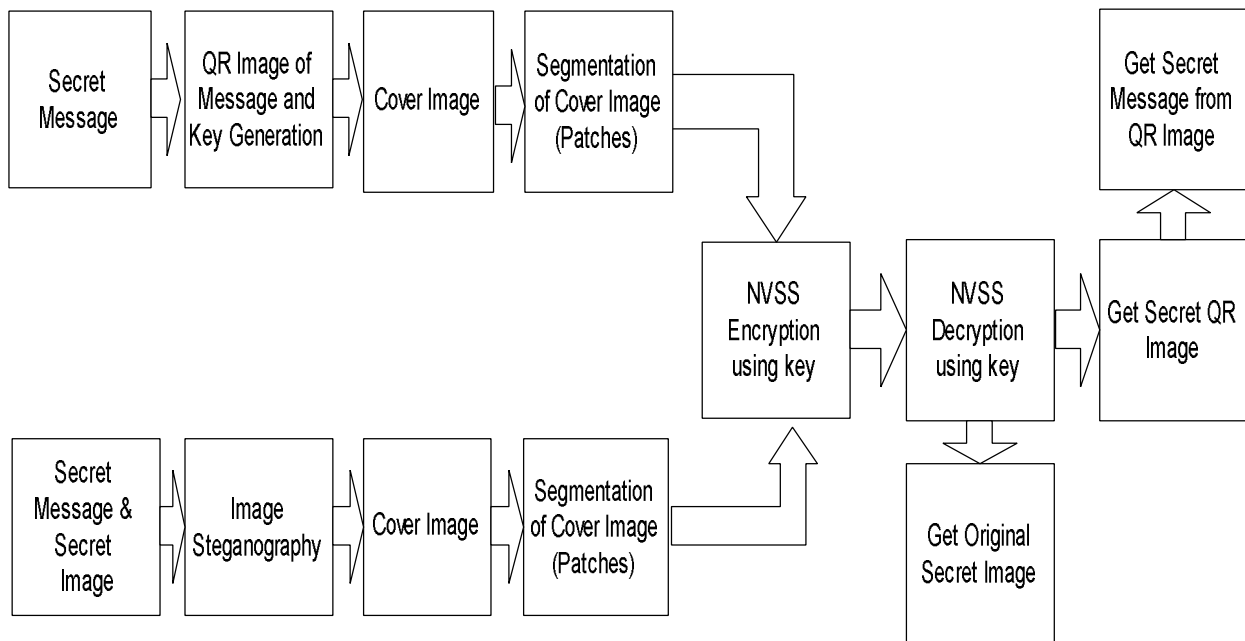 Secret
Message
QR Image of
Message and
Key Generation
Cover Image
Segmentation
of Cover Image
(Patches)
Get Secret
Message from
QR Image
NVSS
Encryption
using key
NVSS
Decryption
using key
Get Secret QR
Image
Secret
Message &
Secret
Image
Image
Steganography
Cover Image
Segmentation
of Cover Image
(Patches)
Get Original
Secret Image